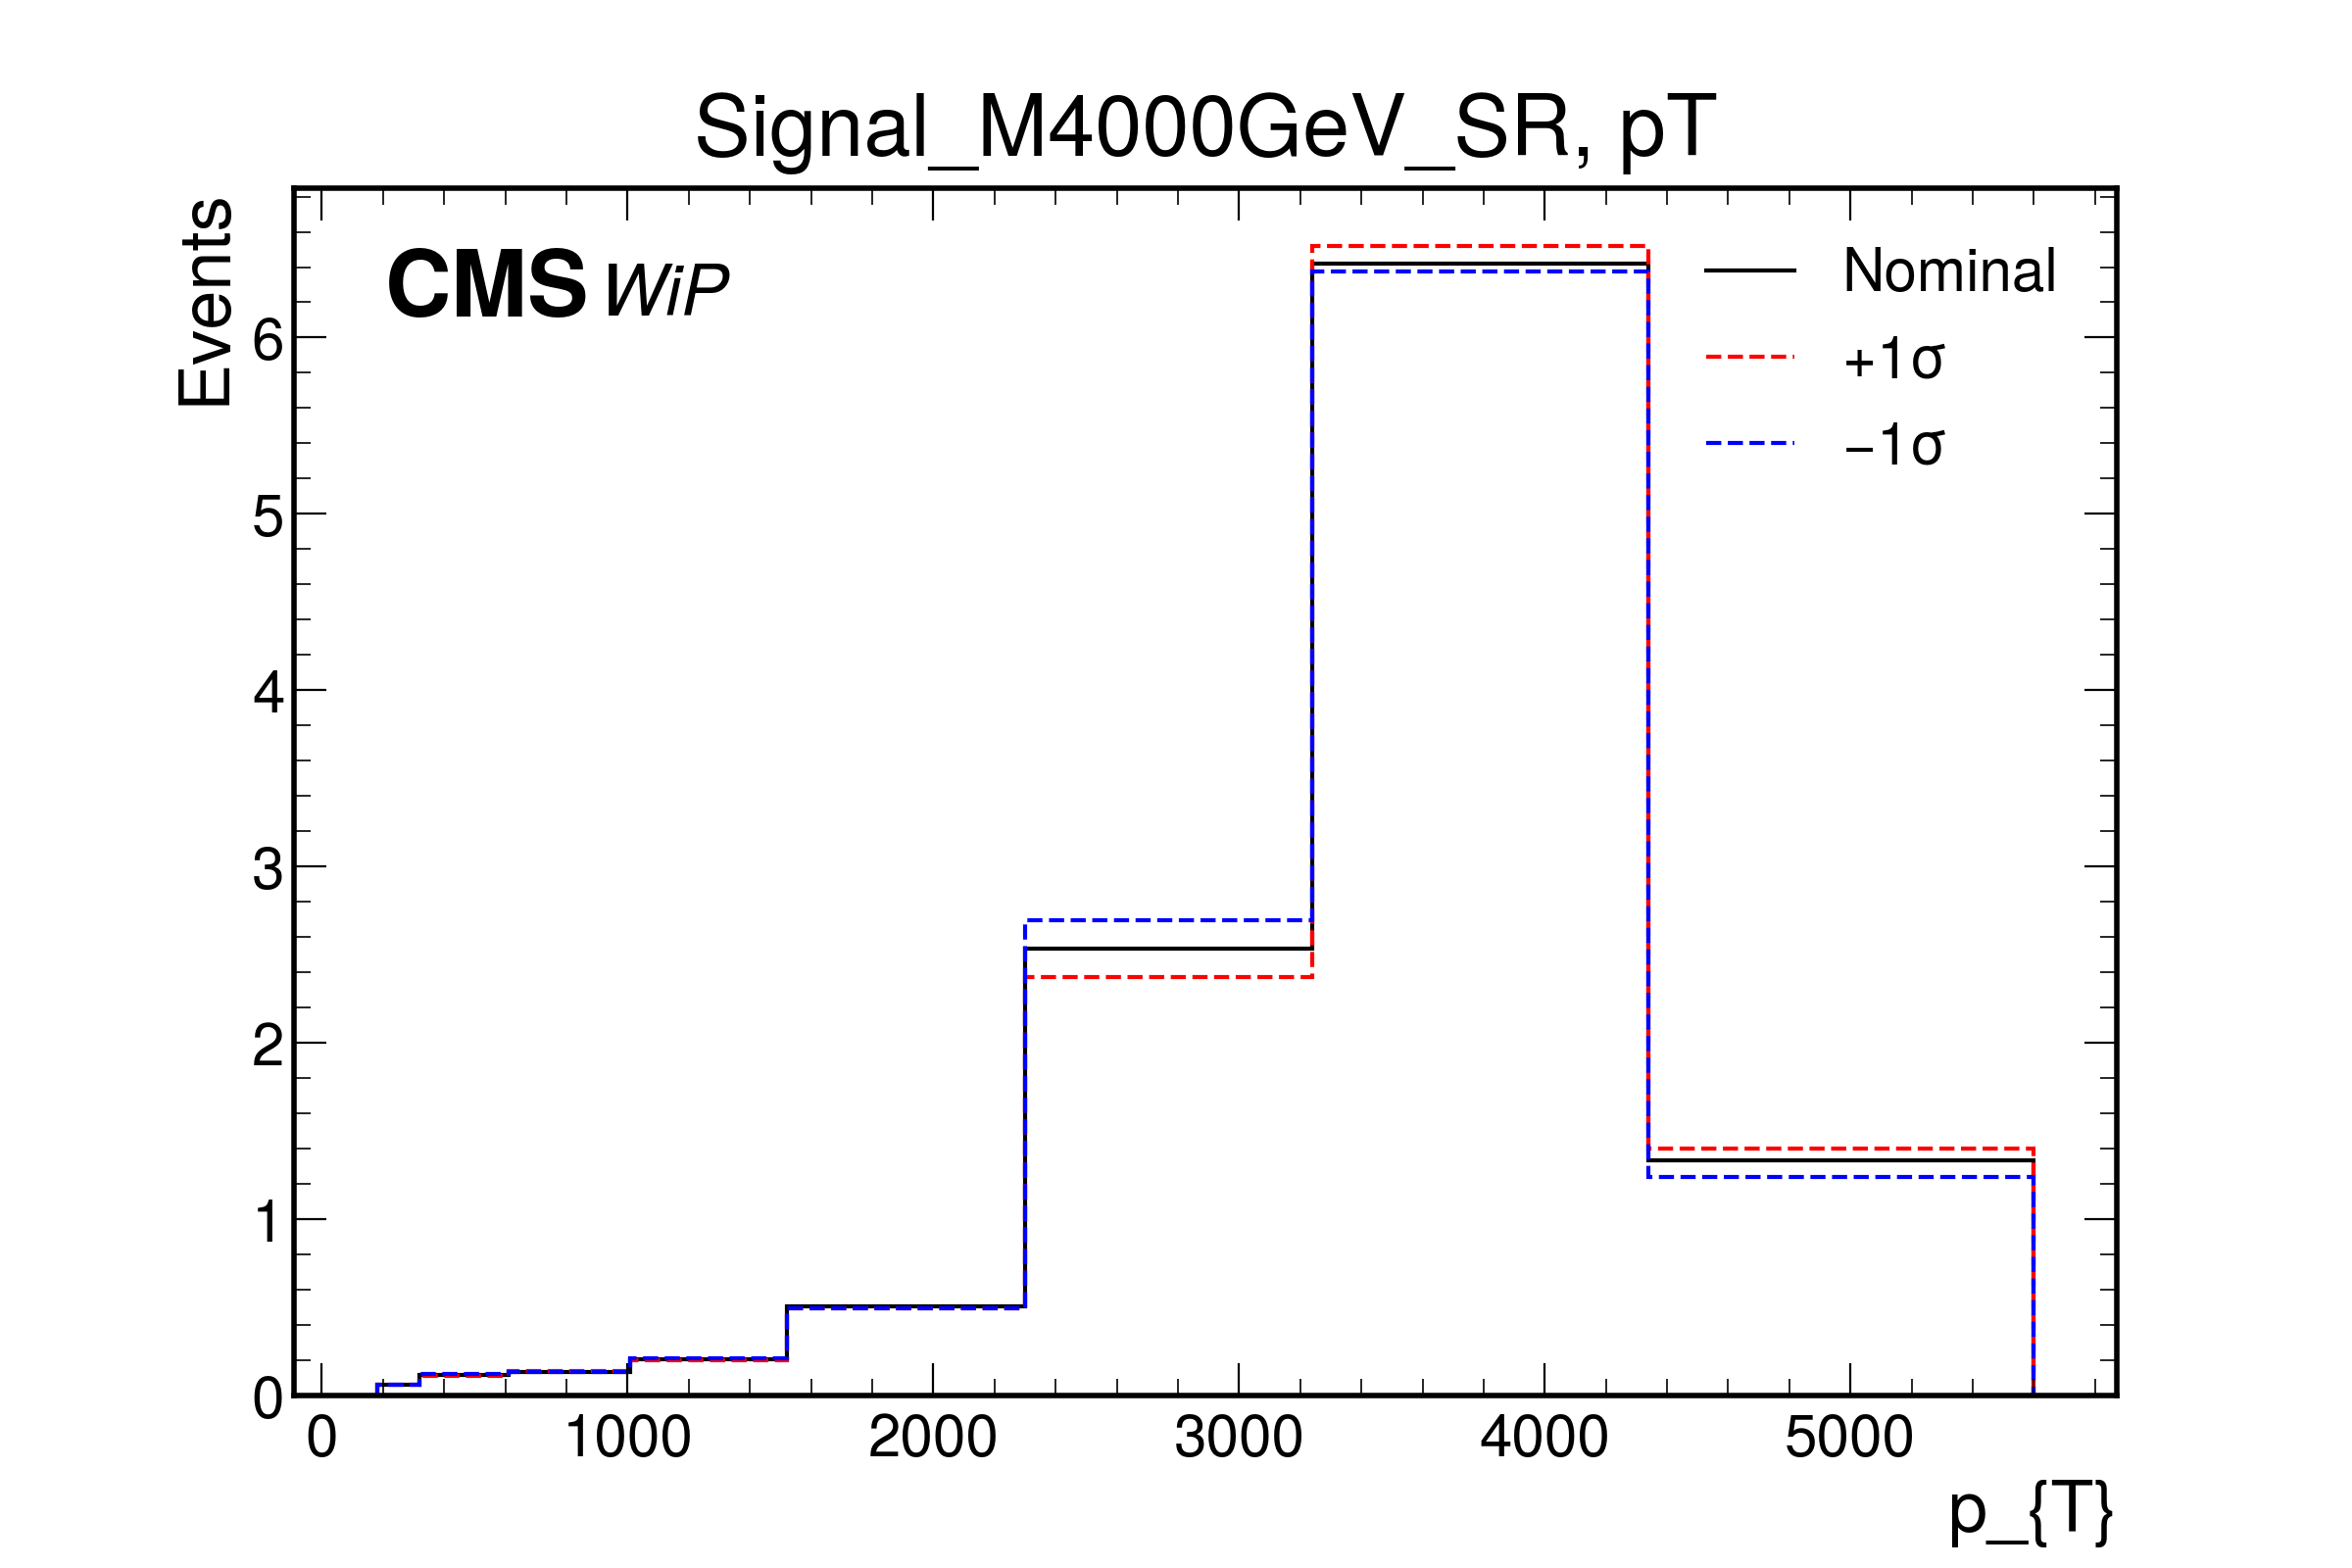 Signal_M4000GeV_SR, pT
Events
CMS WiP
Nominal
+1σ
−1σ
6
5
4
3
2
1
0
0 1000 2000 3000 4000 5000
p_{T}